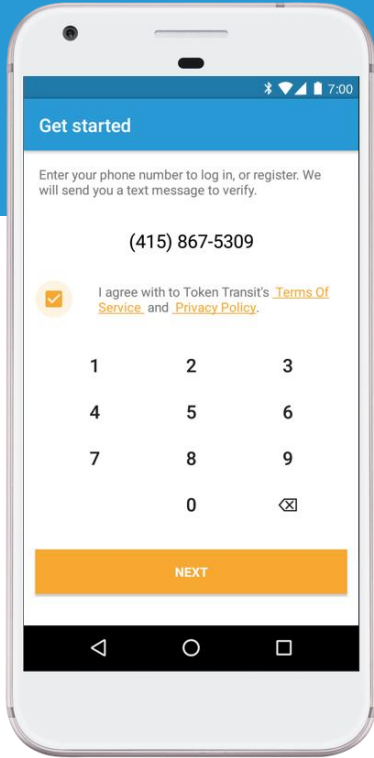 7:00
Get started
Enter your phone number to log in, or register. We
will send you a text message to verify.
(415) 867-5309
I agree with to Token Transit's Terms Of
Service and Privacy Policy.
1 2 3
4 5 6
7 8 9
0
NEXT